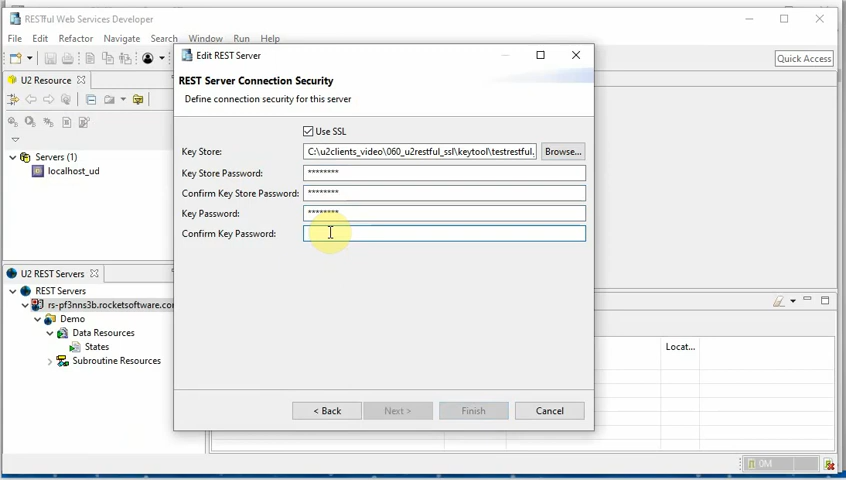 RESTful Web Services Developer
File Edit Refactor Navigate Search Window Run Help
Quick Access
U2 Resource
Servers (1)
localhost_ud
U2 REST Servers
REST Servers
rs-pf3nns3b.rocketsoftware.cor
Demo
Data Resources
States
Subroutine Resources
Edit REST Server
REST Server Connection Security
Define connection security for this server
Use SSL
Key Store: C:\u2clients_video\060_u2restful_ssl\keytool\testrestful. Browse...
Key Store Password: ********
Confirm Key Store Password: ********
Key Password: ********
Confirm Key Password:
< Back Next > Finish Cancel
Locat...
0M